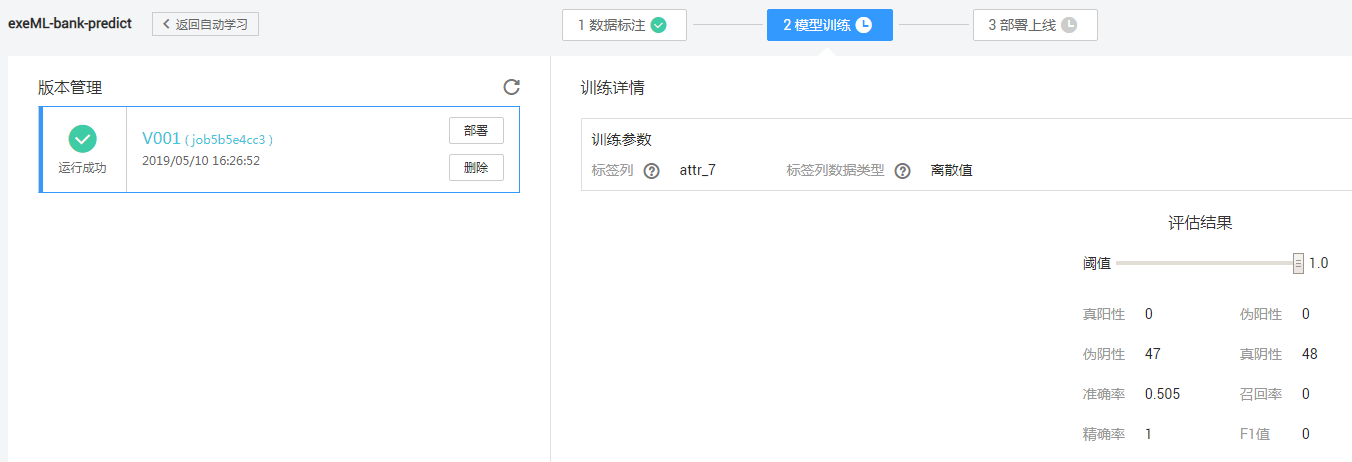 exeML-bank-predict
返回自动学习
1 数据标注
2 模型训练
3 部署上线
版本管理
运行成功
V001 ( job5b5e4cc3 )
2019/05/10 16:26:52
部署
删除
训练详情
训练参数
标签列 ? attr_7 标签列数据类型 ? 离散值
评估结果
阈值 1.0
真阳性 0 伪阳性 0
伪阴性 47 真阴性 48
准确率 0.505 召回率 0
精确率 1 F1值 0